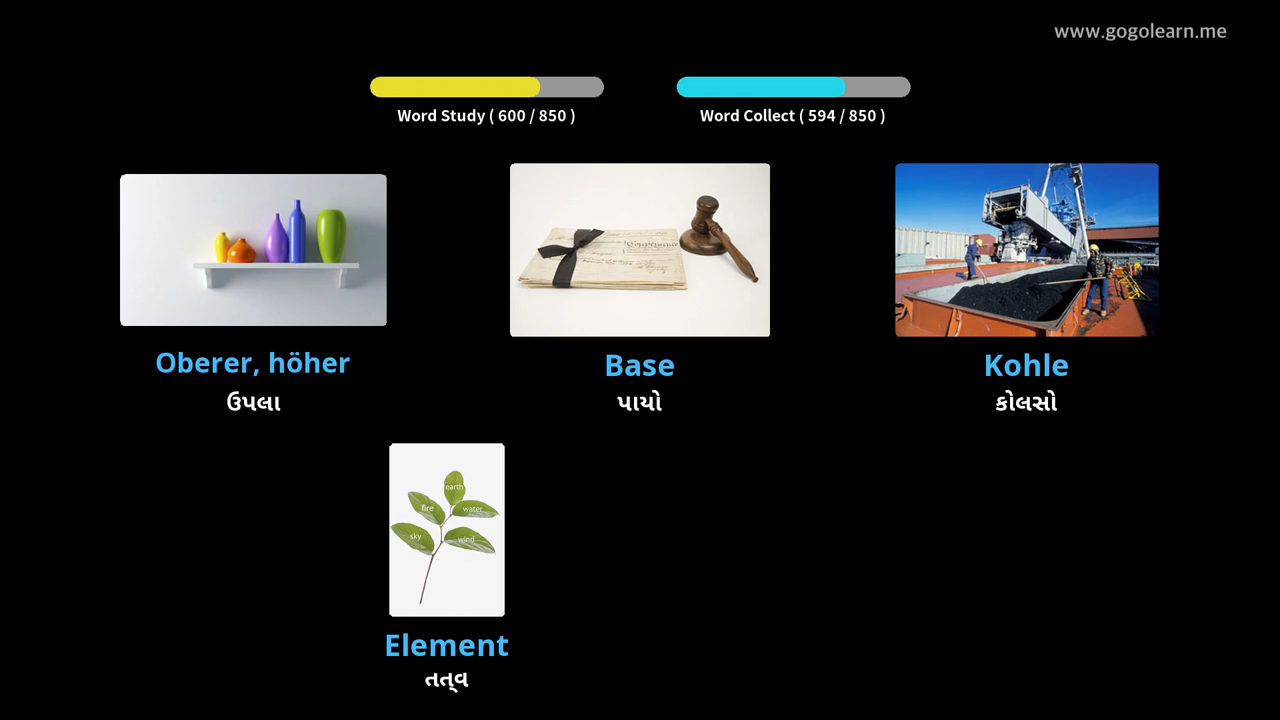 www.gogolearn.me
Word Study ( 600 / 850 )
Word Collect ( 594 / 850 )
Oberer, höher
ઉપલા
Base
પાયો
Kohle
કોલસો
earth
fire
water
sky
wind
Element
તત્વ